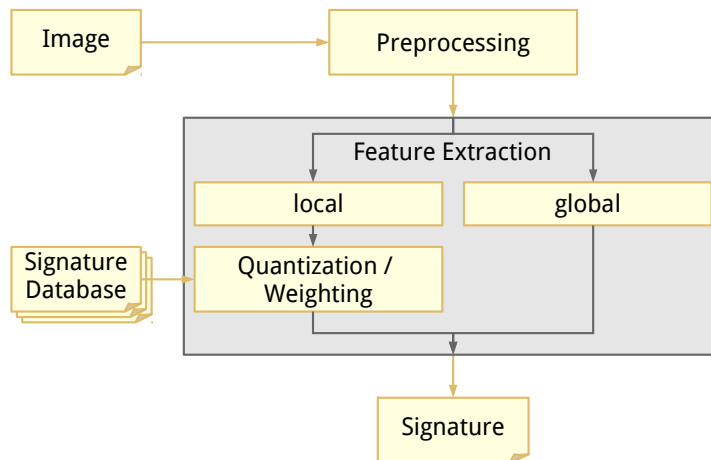 Image
Preprocessing
Feature Extraction
local
global
Signature
Database
Quantization /
Weighting
Signature